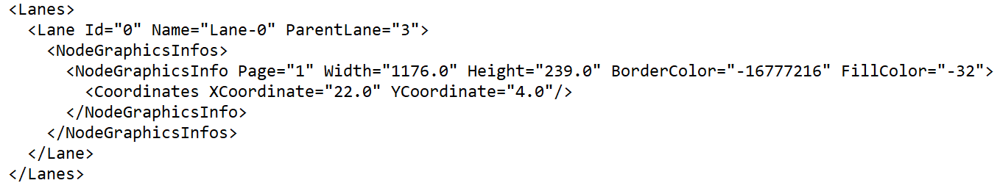 <Lanes>
  <Lane Id="0" Name="Lane-0" ParentLane="3">
    <NodeGraphicsInfos>
      <NodeGraphicsInfo Page="1" Width="1176.0" Height="239.0" BorderColor="-16777216" FillColor="-32">
        <Coordinates XCoordinate="22.0" YCoordinate="4.0"/>
      </NodeGraphicsInfo>
    </NodeGraphicsInfos>
  </Lane>
</Lanes>